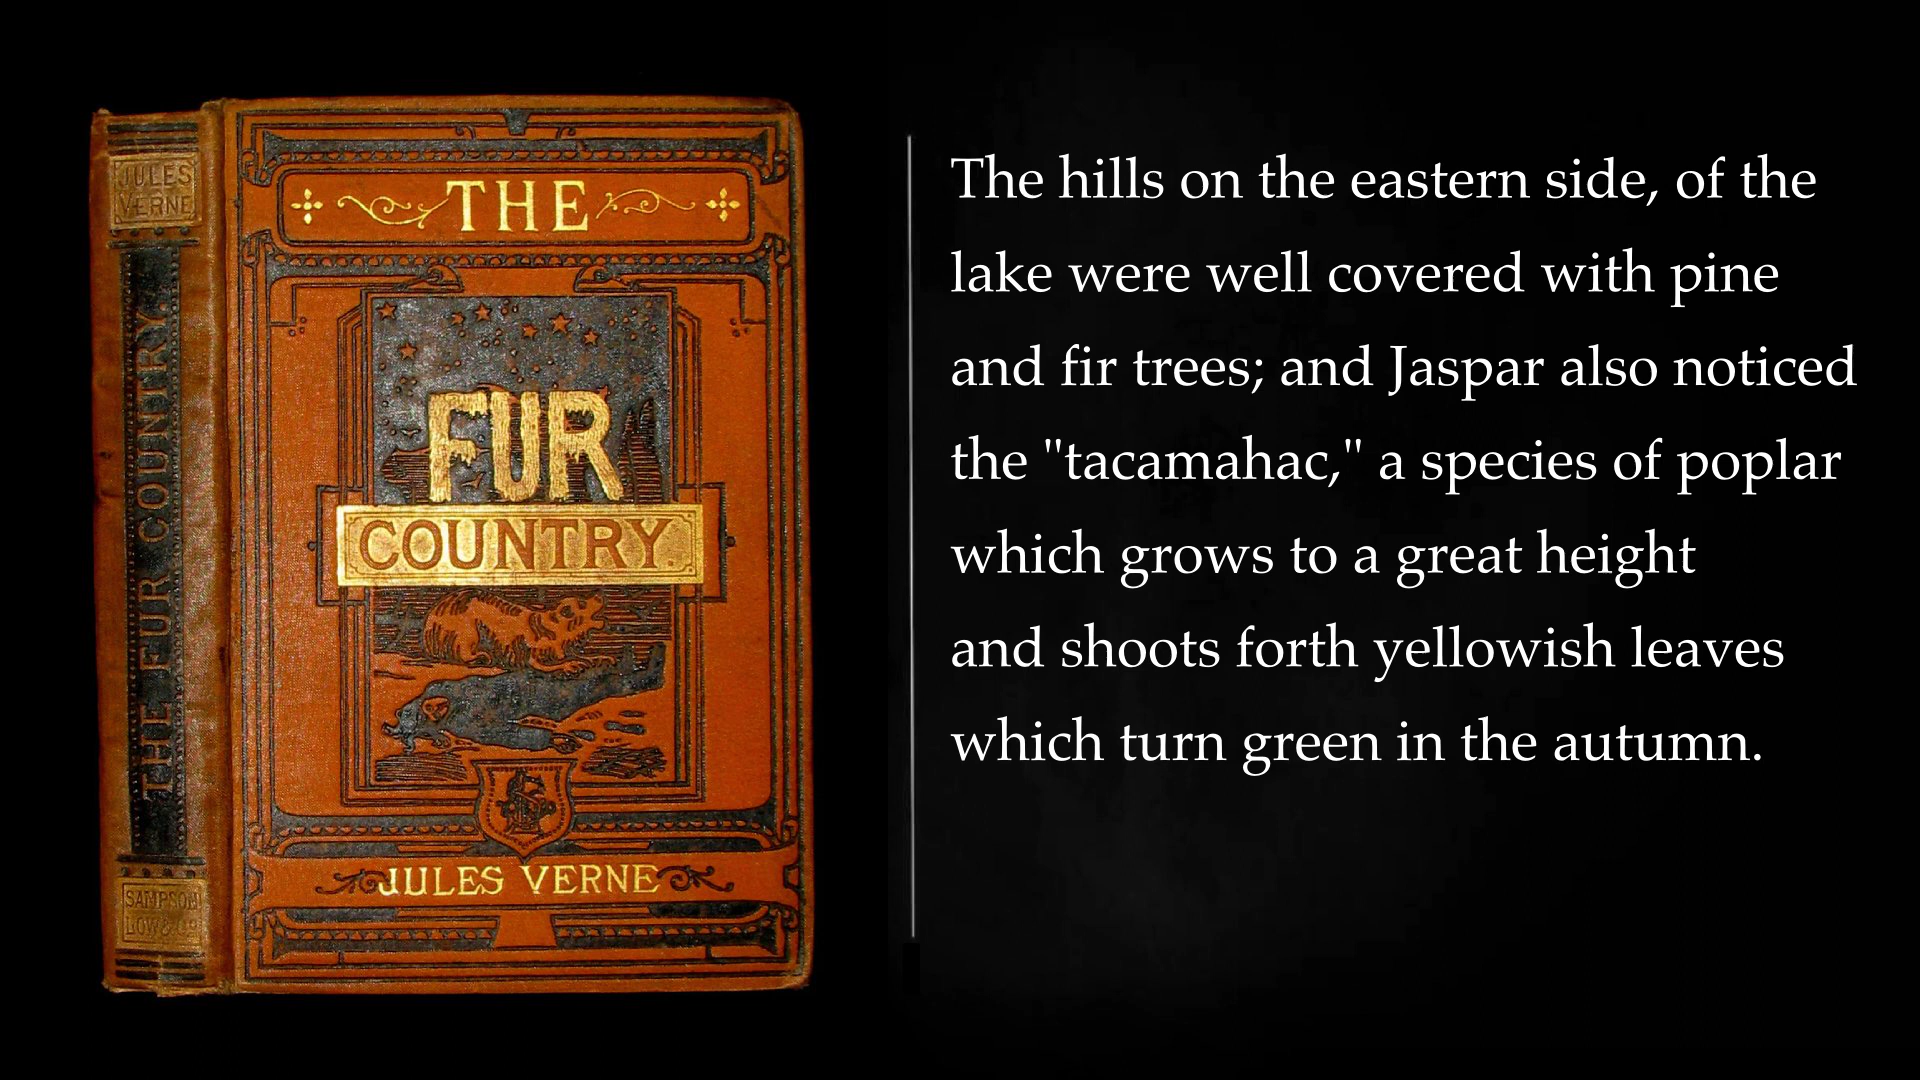 JULES
VERNE
THE FUR COUNTRY.
SAMPSON
LOW & Co
THE
FUR
COUNTRY.
JULES VERNE
The hills on the eastern side, of the
lake were well covered with pine
and fir trees; and Jaspar also noticed
the "tacamahac," a species of poplar
which grows to a great height
and shoots forth yellowish leaves
which turn green in the autumn.